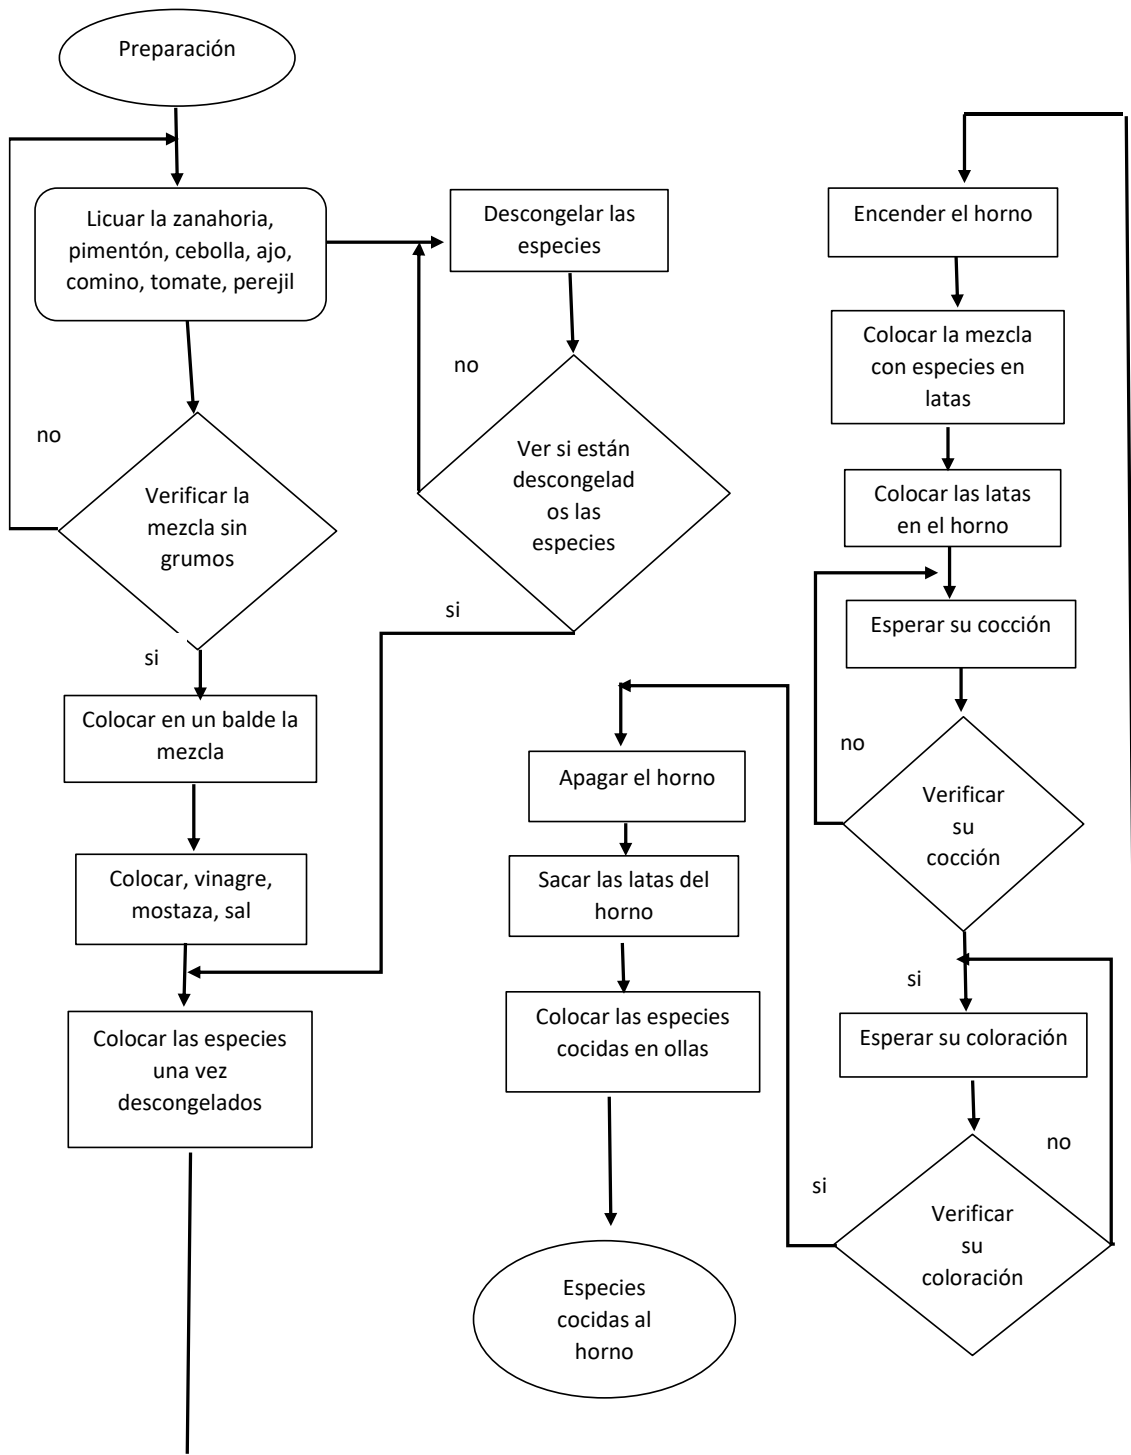 Preparación
Licuar la zanahoria,
pimentón, cebolla, ajo,
comino, tomate, perejil
no
Verificar la
mezcla sin
grumos
si
Colocar en un balde la
mezcla
Colocar, vinagre,
mostaza, sal
Colocar las especies
una vez
descongelados
Descongelar las
especies
no
Ver si están
descongelad
os las
especies
si
Encender el horno
Colocar la mezcla
con especies en
latas
Colocar las latas
en el horno
Esperar su cocción
no
Verificar
su
cocción
si
Esperar su coloración
no
Verificar
su
coloración
si
Apagar el horno
Sacar las latas del
horno
Colocar las especies
cocidas en ollas
Especies
cocidas al
horno